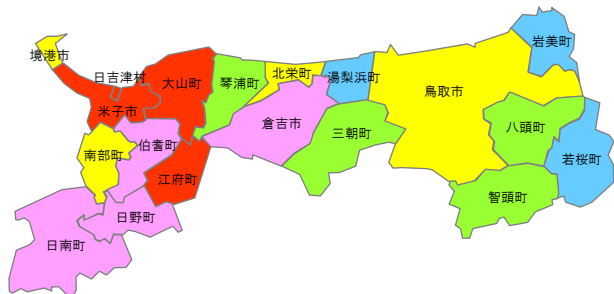 岩美町
境港市
日吉津村
大山町
琴浦町
北栄町
湯梨浜町
鳥取市
米子市
倉吉市
三朝町
八頭町
南部町
伯耆町
若桜町
江府町
智頭町
日野町
日南町